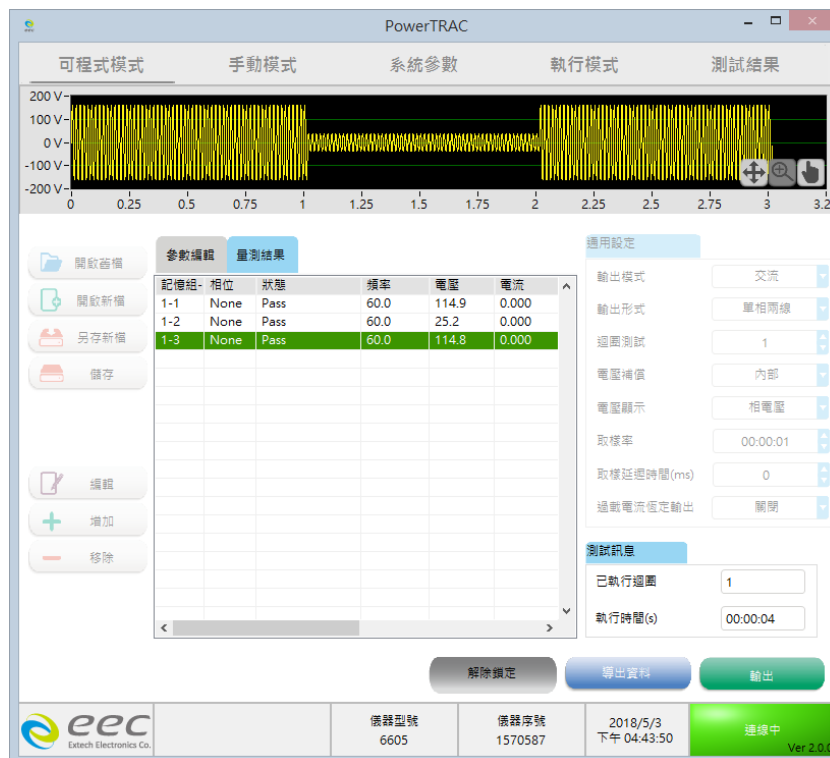 PowerTRAC
可程式模式 手動模式 系統參數 執行模式 測試結果
200 V
100 V
0 V
-100 V
-200 V
0 0.25 0.5 0.75 1 1.25 1.5 1.75 2 2.25 2.5 2.75 3 3.2
開啟舊檔
開啟新檔
另存新檔
儲存
編輯
增加
移除
參數編輯 量測結果
記憶組- 相位 狀態 頻率 電壓 電流
1-1 None Pass 60.0 114.9 0.000
1-2 None Pass 60.0 25.2 0.000
1-3 None Pass 60.0 114.8 0.000
通用設定
輸出模式 交流
輸出形式 單相兩線
迴圈測試 1
電壓補償 內部
電壓顯示 相電壓
取樣率 00:00:01
取樣延遲時間(ms) 0
過載電流恆定輸出 關閉
測試訊息
已執行迴圈 1
執行時間(s) 00:00:04
解除鎖定 導出資料 輸出
eec
Extech Electronics Co.
儀器型號
6605
儀器序號
1570587
2018/5/3
下午 04:43:50
連線中
Ver 2.0.0